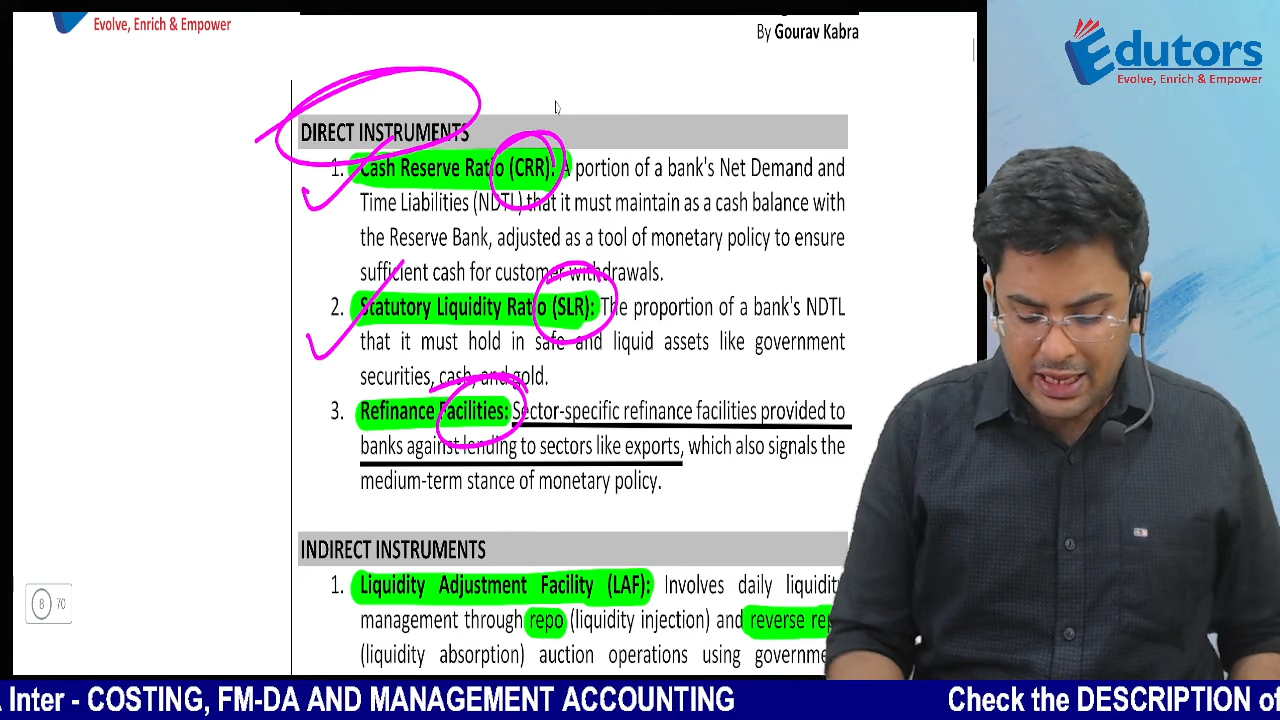 Evolve, Enrich & Empower
By Gourav Kabra
Edutors
Evolve, Enrich & Empower
DIRECT INSTRUMENTS
1. Cash Reserve Ratio (CRR): A portion of a bank's Net Demand and
Time Liabilities (NDTL) that it must maintain as a cash balance with
the Reserve Bank, adjusted as a tool of monetary policy to ensure
sufficient cash for customer withdrawals.
2. Statutory Liquidity Ratio (SLR): The proportion of a bank's NDTL
that it must hold in safe and liquid assets like government
securities, cash, and gold.
3. Refinance Facilities: Sector-specific refinance facilities provided to
banks against lending to sectors like exports, which also signals the
medium-term stance of monetary policy.
INDIRECT INSTRUMENTS
1. Liquidity Adjustment Facility (LAF): Involves daily
management through repo (liquidity injection) and reverse
(liquidity absorption) auction operations using
8 70
Inter - COSTING, FM-DA AND MANAGEMENT ACCOUNTING
Check the DESCRIPTION of